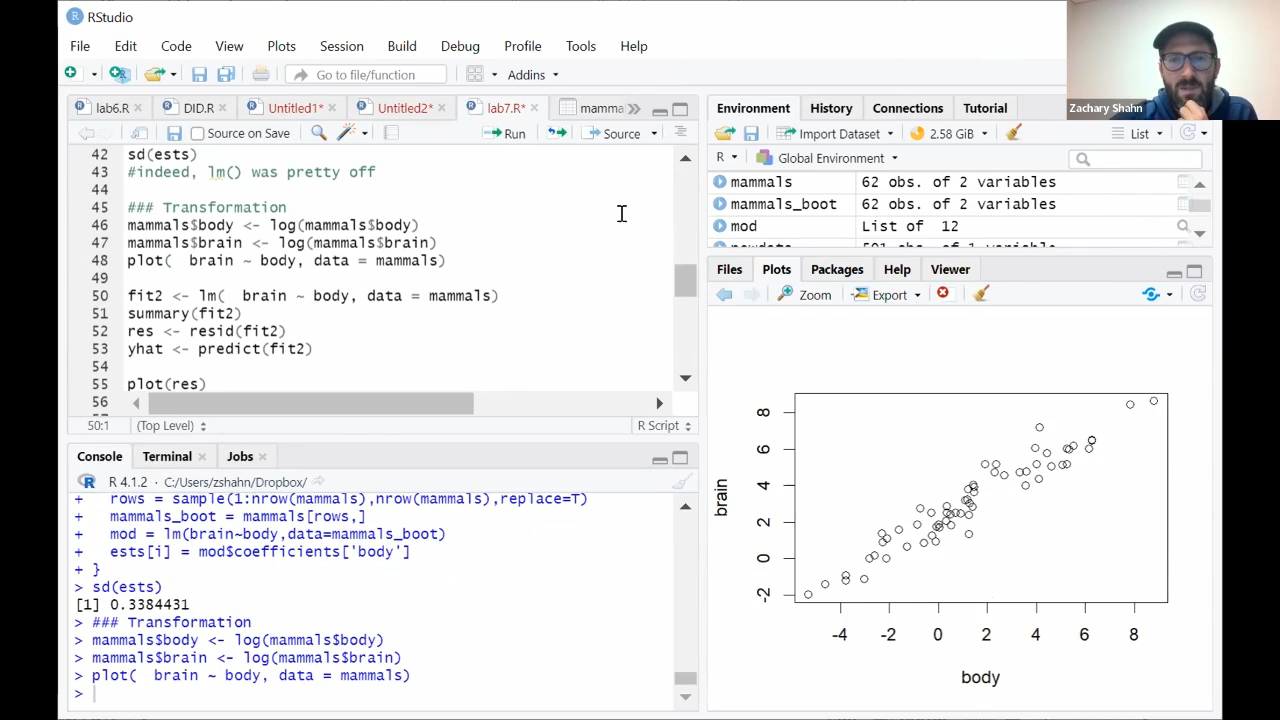 RStudio
File Edit Code View Plots Session Build Debug Profile Tools Help
Go to file/function Addins
Zachary Shahn
lab6.R DID.R Untitled1* Untitled2* lab7.R* mamma
Source on Save Run Source
42 sd(ests)
43 #indeed, lm() was pretty off
44
45 ### Transformation
46 mammals$body <- log(mammals$body)
47 mammals$brain <- log(mammals$brain)
48 plot(  brain ~ body, data = mammals)
49
50 fit2 <- lm(  brain ~ body, data = mammals)
51 summary(fit2)
52 res <- resid(fit2)
53 yhat <- predict(fit2)
54
55 plot(res)
56
50:1 (Top Level) R Script
Console Terminal Jobs
R 4.1.2 · C:/Users/zshahn/Dropbox/
+   rows = sample(1:nrow(mammals),nrow(mammals),replace=T)
+   mammals_boot = mammals[rows,]
+   mod = lm(brain~body,data=mammals_boot)
+   ests[i] = mod$coefficients['body']
+ }
> sd(ests)
[1] 0.3384431
> ### Transformation
> mammals$body <- log(mammals$body)
> mammals$brain <- log(mammals$brain)
> plot(  brain ~ body, data = mammals)
>
Environment History Connections Tutorial
Import Dataset 2.58 GiB List
R Global Environment
mammals 62 obs. of 2 variables
mammals_boot 62 obs. of 2 variables
mod List of 12
Files Plots Packages Help Viewer
Zoom Export
brain
8
6
4
2
0
-2
-4 -2 0 2 4 6 8
body